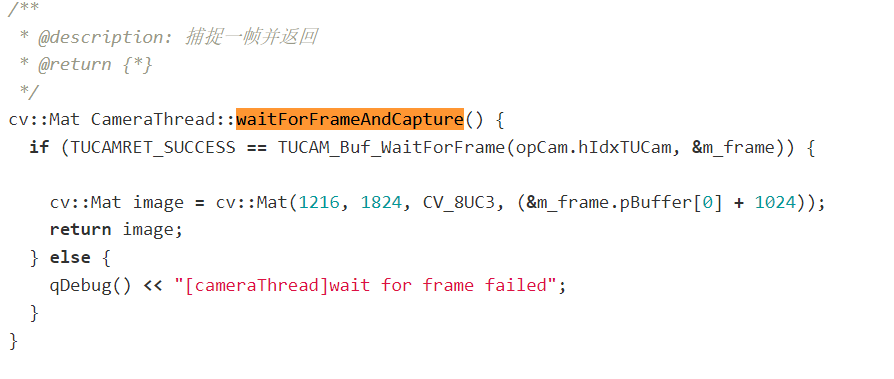 /**
 * @description: 捕捉一帧并返回
 * @return {*}
 */
cv::Mat CameraThread::waitForFrameAndCapture() {
  if (TUCAMRET_SUCCESS == TUCAM_Buf_WaitForFrame(opCam.hIdxTUCam, &m_frame)) {

    cv::Mat image = cv::Mat(1216, 1824, CV_8UC3, (&m_frame.pBuffer[0] + 1024));
    return image;
  } else {
    qDebug() << "[cameraThread]wait for frame failed";
  }
}